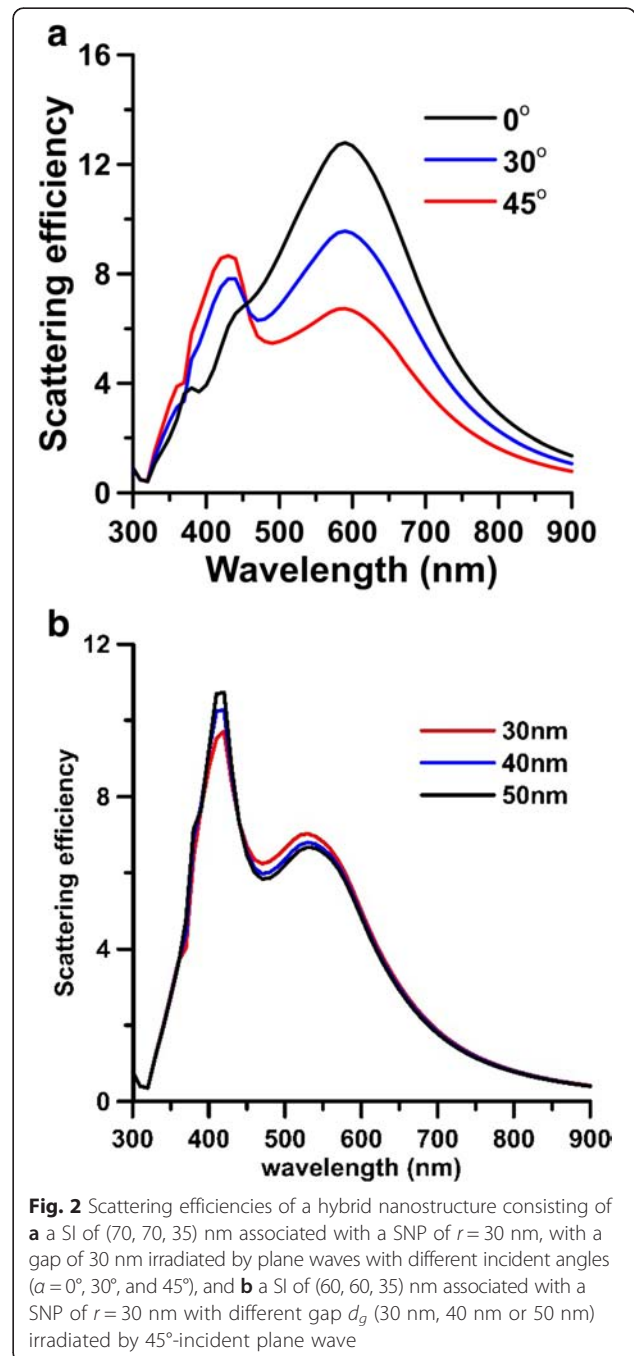 a
16
12
8
4
0
Scattering efficiency
0°
30°
45°
300 400 500 600 700 800 900
Wavelength (nm)
b
12
8
4
0
Scattering efficiency
30nm
40nm
50nm
300 400 500 600 700 800 900
wavelength (nm)
Fig. 2 Scattering efficiencies of a hybrid nanostructure consisting of
a a SI of (70, 70, 35) nm associated with a SNP of r = 30 nm, with a
gap of 30 nm irradiated by plane waves with different incident angles
(α = 0°, 30°, and 45°), and b a SI of (60, 60, 35) nm associated with a
SNP of r = 30 nm with different gap dg (30 nm, 40 nm or 50 nm)
irradiated by 45°-incident plane wave